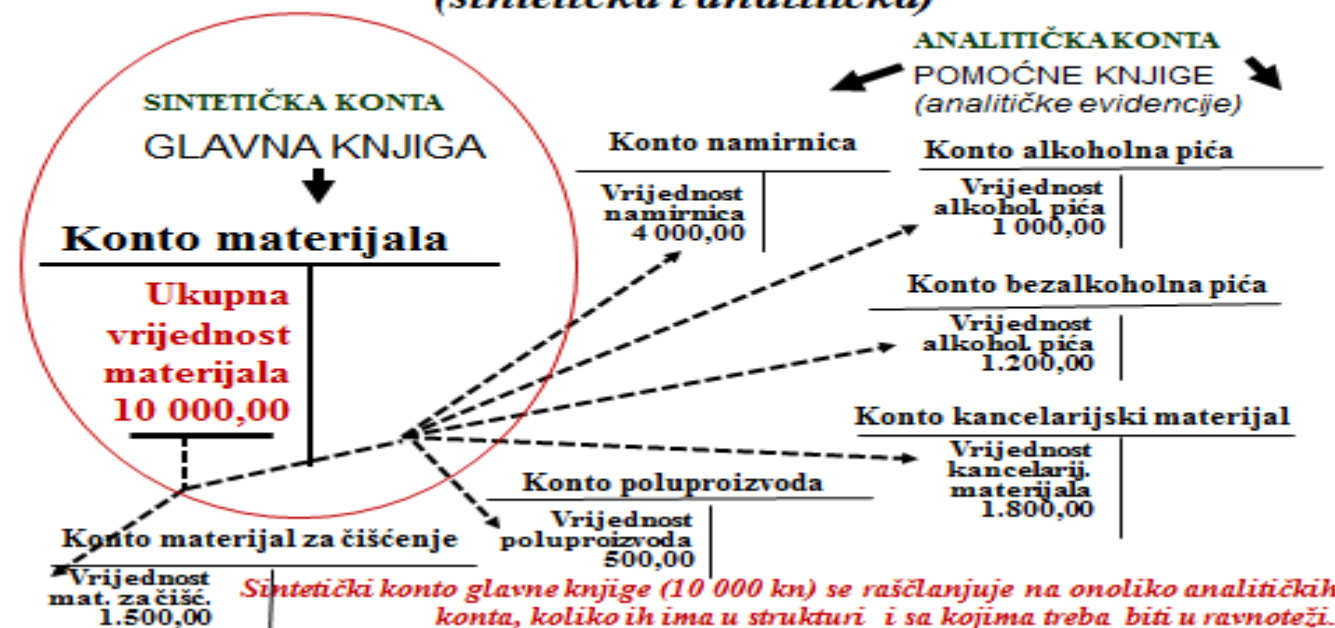 (sintetička i analitička)
ANALITIČKA KONTA
POMOĆNE KNJIGE
(analitičke evidencije)
SINTETIČKA KONTA
GLAVNA KNJIGA
Konto materijala
Ukupna
vrijednost
materijala
10 000,00
Konto namirnica
Vrijednost
namirnica
4 000,00
Konto alkoholna pića
Vrijednost
alkohol. pića
1 000,00
Konto bezalkoholna pića
Vrijednost
alkohol. pića
1.200,00
Konto kancelarijski materijal
Vrijednost
kancelarij.
materijala
1.800,00
Konto poluproizvoda
Vrijednost
poluproizvoda
500,00
Konto materijal za čišćenje
Vrijednost
mat. za čišć.
1.500,00
Sintetički konto glavne knjige (10 000 kn) se raščlanjuje na onoliko analitičkih
konta, koliko ih ima u strukturi i sa kojima treba biti u ravnoteži.